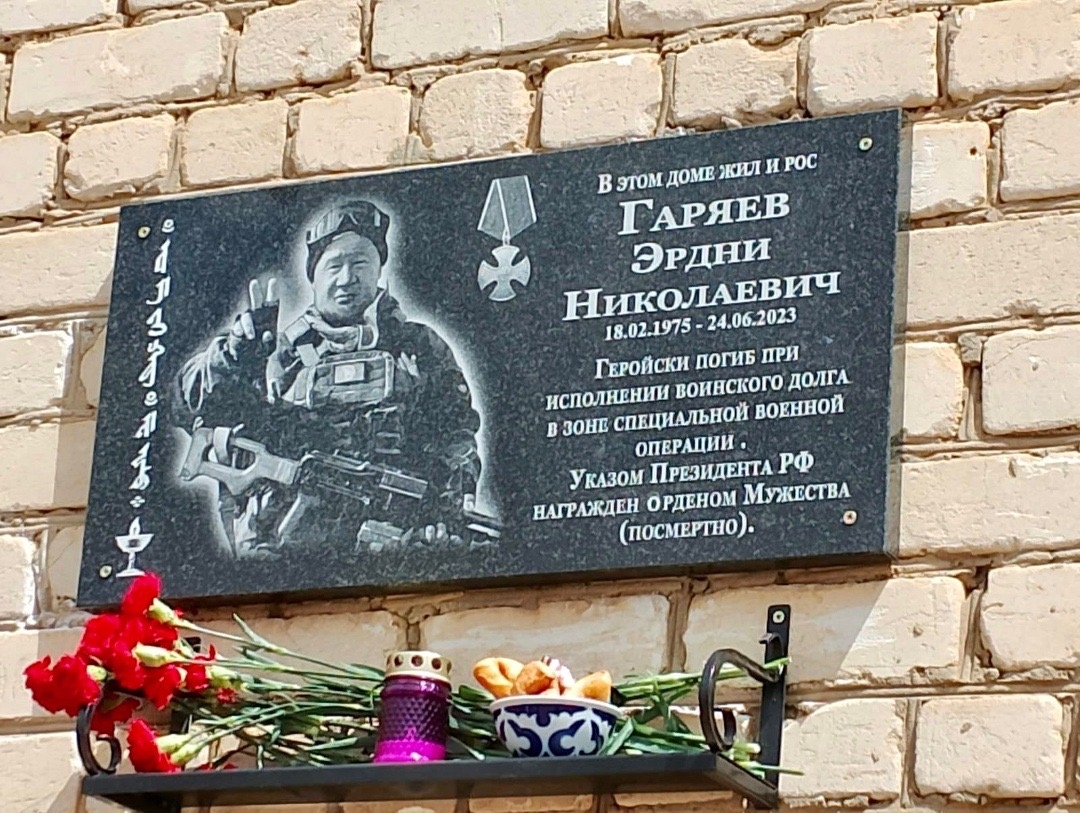 В этом доме жил и рос
Гаряев
Эрдни
Николаевич
18.02.1975 - 24.06.2023
Геройски погиб при
исполнении воинского долга
в зоне специальной военной
операции .
Указом Президента РФ
награжден орденом Мужества
(посмертно).